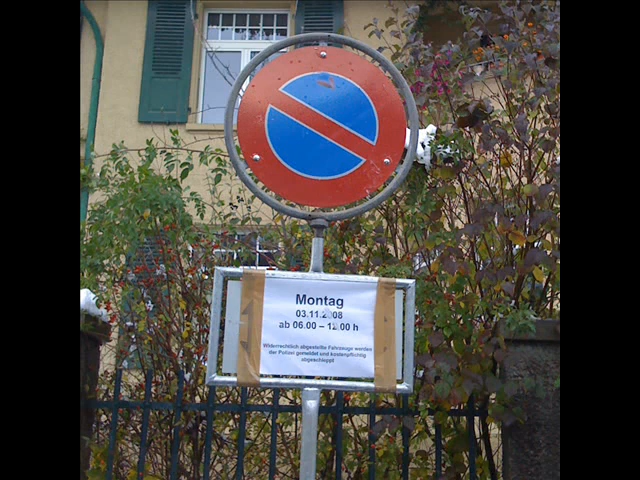 Montag
03.11.2008
ab 06.00 – 12.00 h
Widerrechtlich abgestellte Fahrzeuge werden
der Polizei gemeldet und kostenpflichtig
abgeschleppt